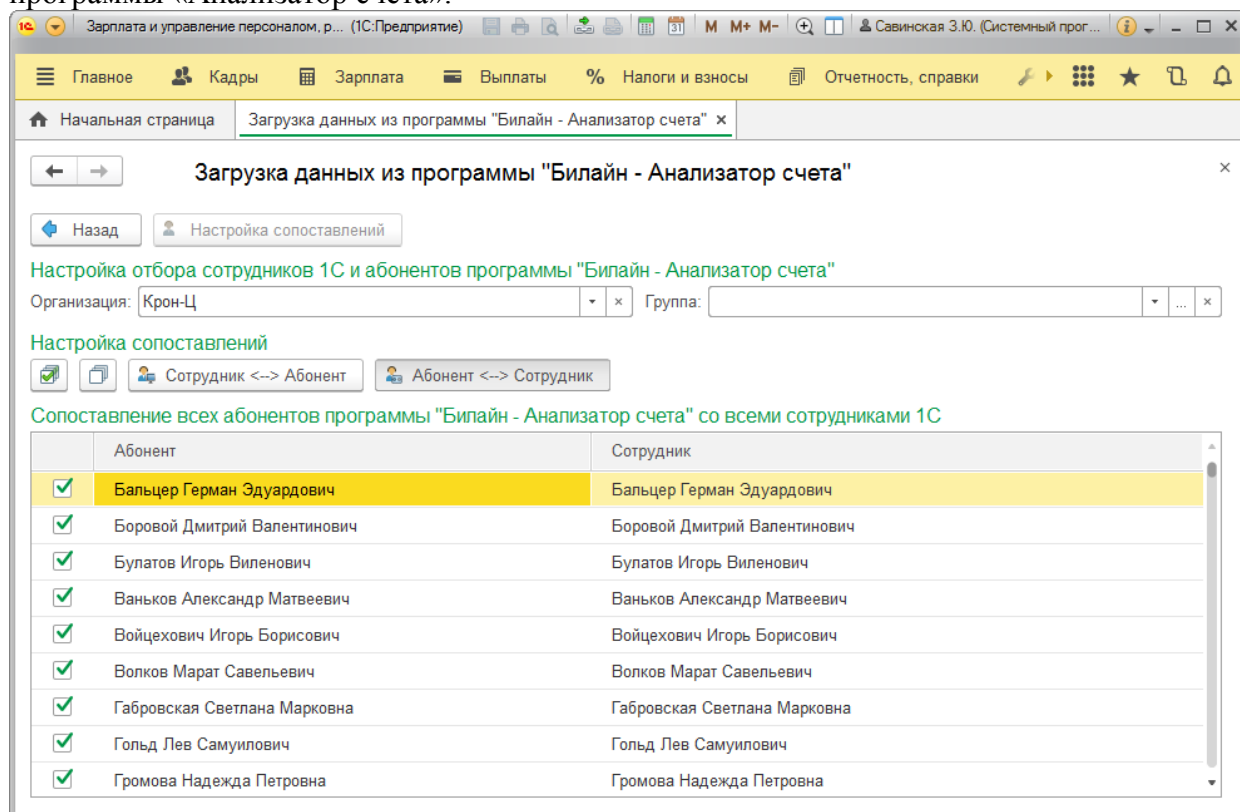 программы «Анализатор счета».
1С Зарплата и управление персоналом, р... (1С:Предприятие) 31 M M+ M- Савинская З.Ю. (Системный прог... i
Главное Кадры Зарплата Выплаты % Налоги и взносы Отчетность, справки
Начальная страница Загрузка данных из программы "Билайн - Анализатор счета" ×
Загрузка данных из программы "Билайн - Анализатор счета"
Назад Настройка сопоставлений
Настройка отбора сотрудников 1С и абонентов программы "Билайн - Анализатор счета"
Организация: Крон-Ц Группа: ...
Настройка сопоставлений
Сотрудник <--> Абонент Абонент <--> Сотрудник
Сопоставление всех абонентов программы "Билайн - Анализатор счета" со всеми сотрудниками 1С
Абонент Сотрудник
Бальцер Герман Эдуардович Бальцер Герман Эдуардович
Боровой Дмитрий Валентинович Боровой Дмитрий Валентинович
Булатов Игорь Виленович Булатов Игорь Виленович
Ваньков Александр Матвеевич Ваньков Александр Матвеевич
Войцехович Игорь Борисович Войцехович Игорь Борисович
Волков Марат Савельевич Волков Марат Савельевич
Габровская Светлана Марковна Габровская Светлана Марковна
Гольд Лев Самуилович Гольд Лев Самуилович
Громова Надежда Петровна Громова Надежда Петровна